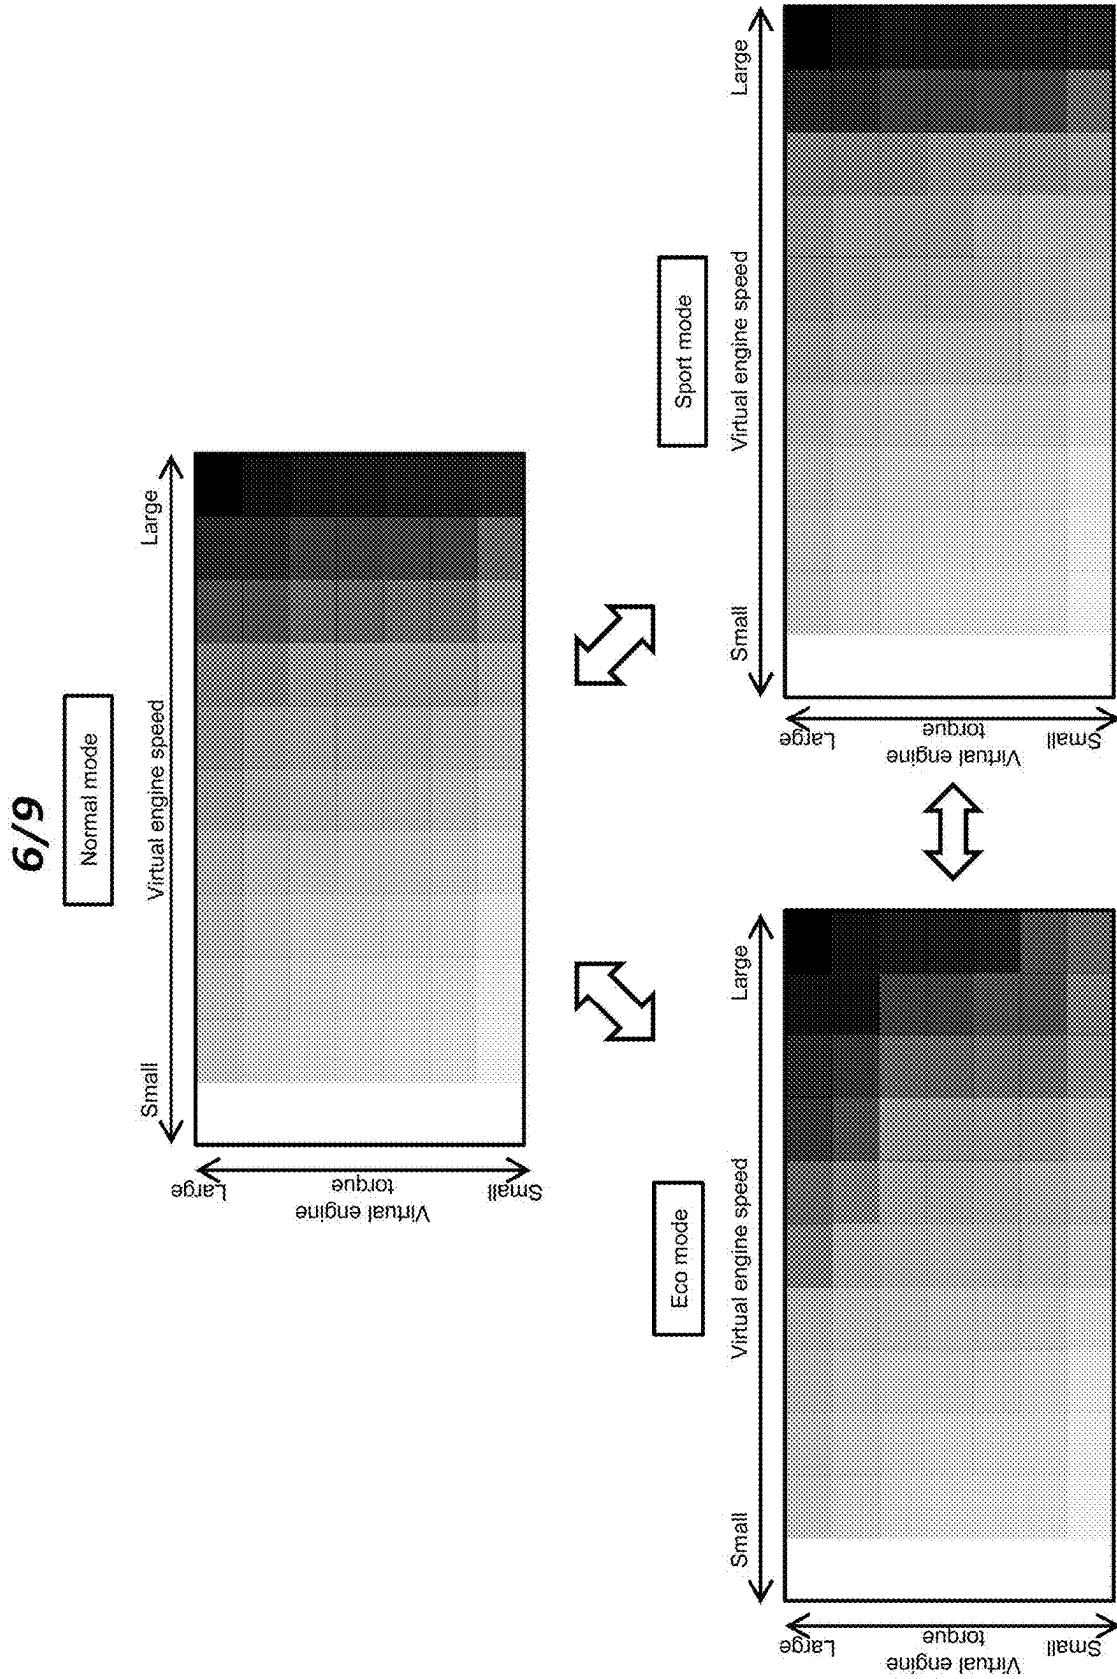 6/9
Normal mode
Virtual engine speed
Small
Large
Large
Virtual engine
torque
Small
Eco mode
Virtual engine speed
Small
Large
Large
Virtual engine
torque
Small
Sport mode
Virtual engine speed
Small
Large
Large
Virtual engine
torque
Small